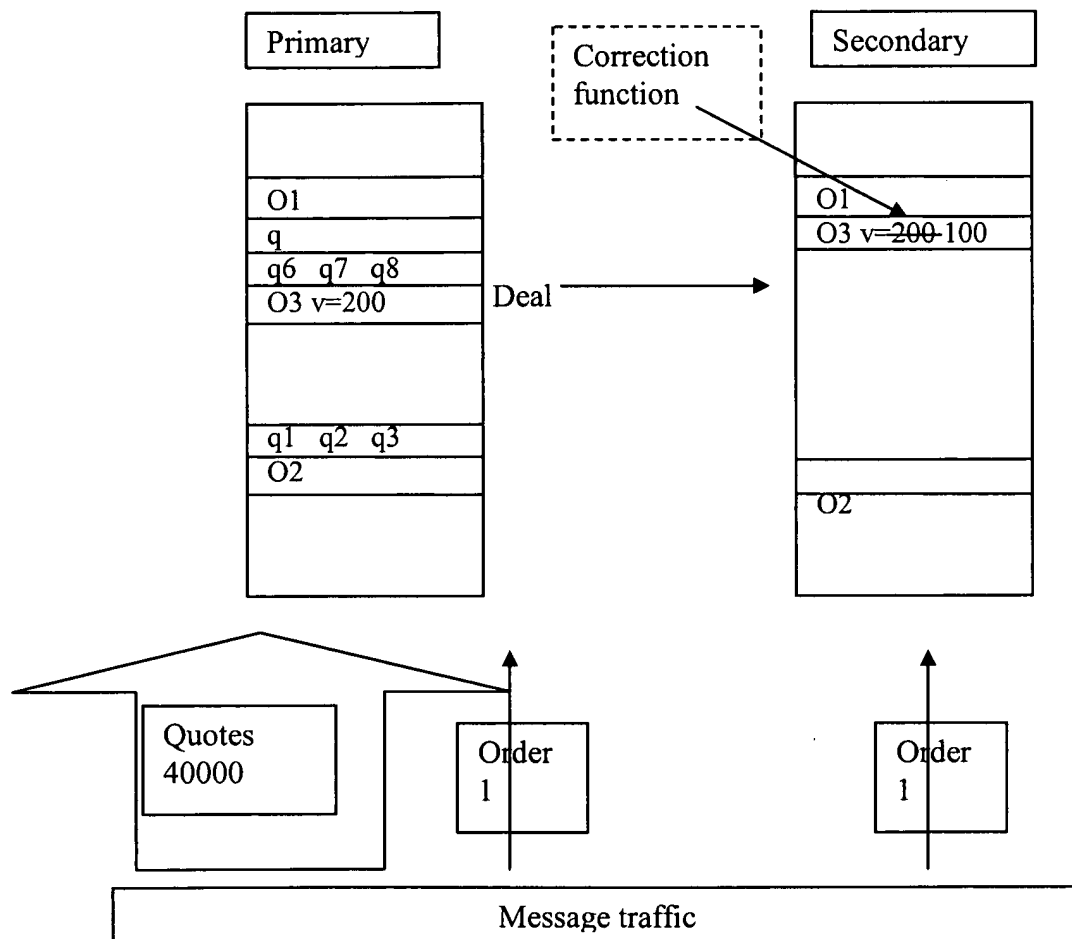 Primary
Correction
function
Secondary
O1
q
q6 q7 q8
O3 v=200
Deal
q1 q2 q3
O2
O1
O3 v=200 100
O2
Quotes
40000
Order
1
Order
1
Message traffic